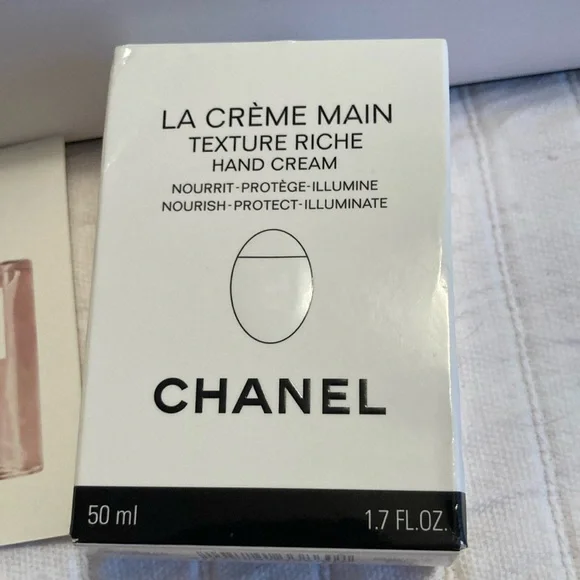 LA CRÈME MAIN
TEXTURE RICHE
HAND CREAM
NOURRIT-PROTÈGE-ILLUMINE
NOURISH-PROTECT-ILLUMINATE
CHANEL
50 ml 1.7 FL.OZ.